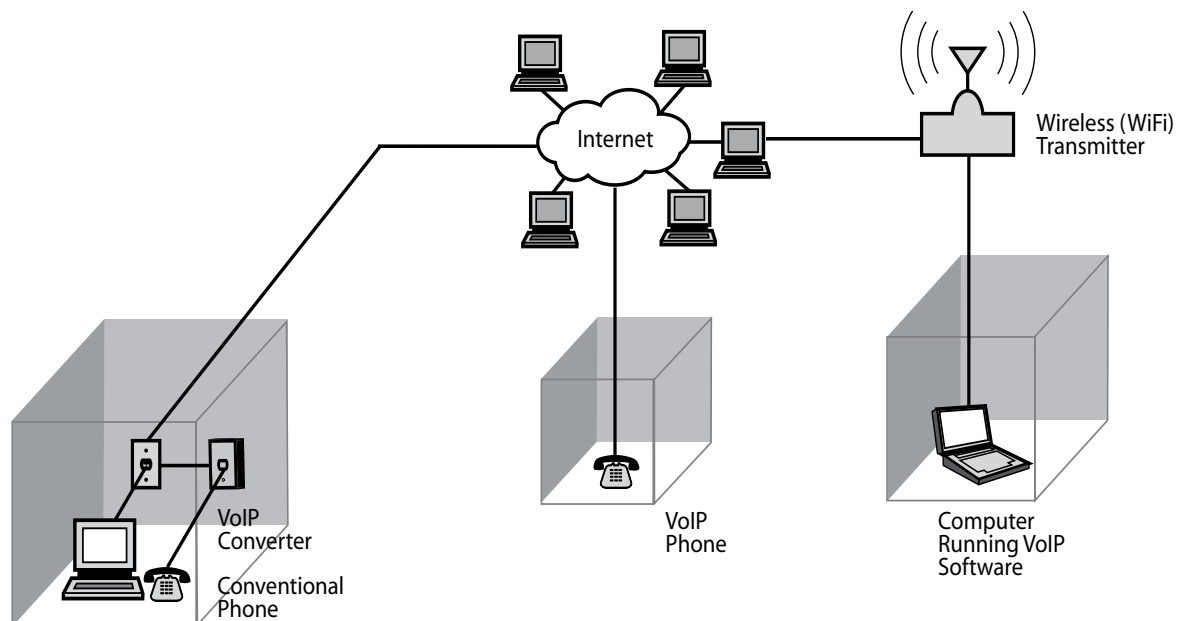 Internet
Wireless (WiFi)
Transmitter
VoIP
Converter
Conventional
Phone
VoIP
Phone
Computer
Running VoIP
Software